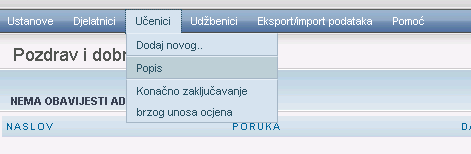 Ustanove Djelatnici Učenici Udžbenici Eksport/import podataka Pomoć
Dodaj novog..
Popis
Konačno zaključavanje
brzog unosa ocjena
Pozdrav i dobr
NEMA OBAVIJESTI AD
NASLOV PORUKA